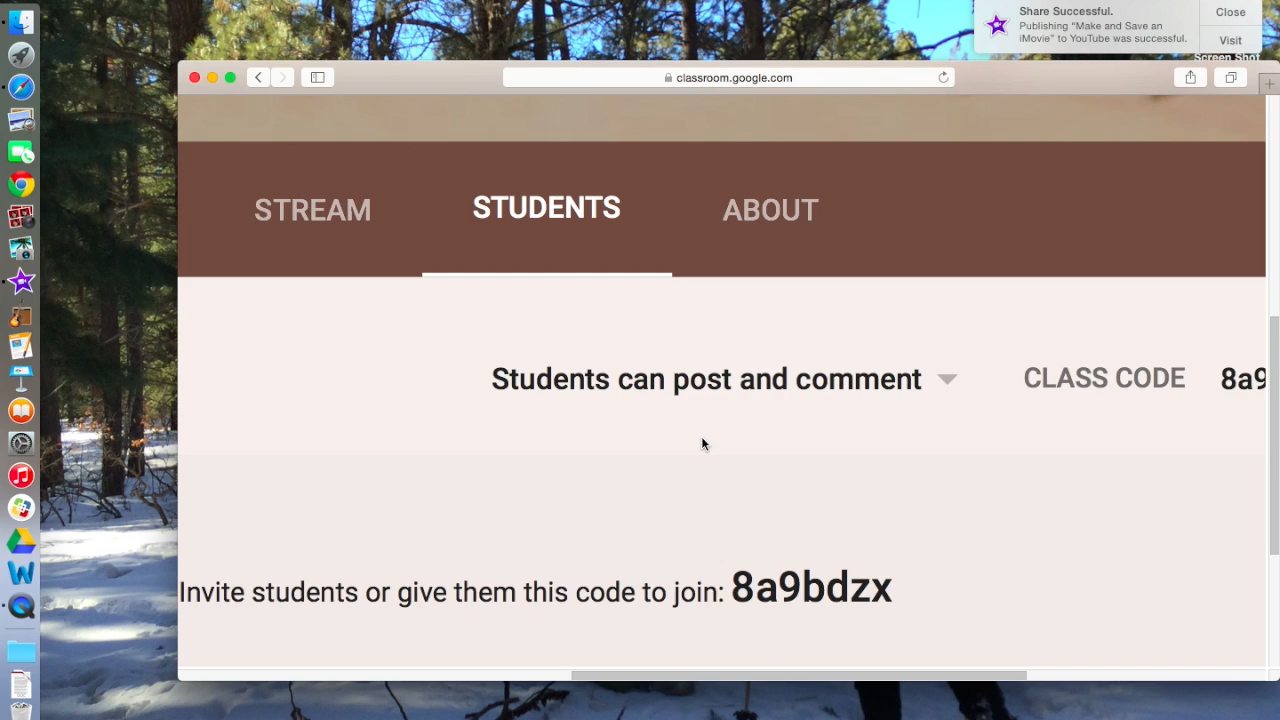 Share Successful.
Close
Publishing “Make and Save an
iMovie” to YouTube was successful.
Visit
Screen Shot
classroom.google.com
STREAM
STUDENTS
ABOUT
Students can post and comment
CLASS CODE
8a9
Invite students or give them this code to join: 8a9bdzx